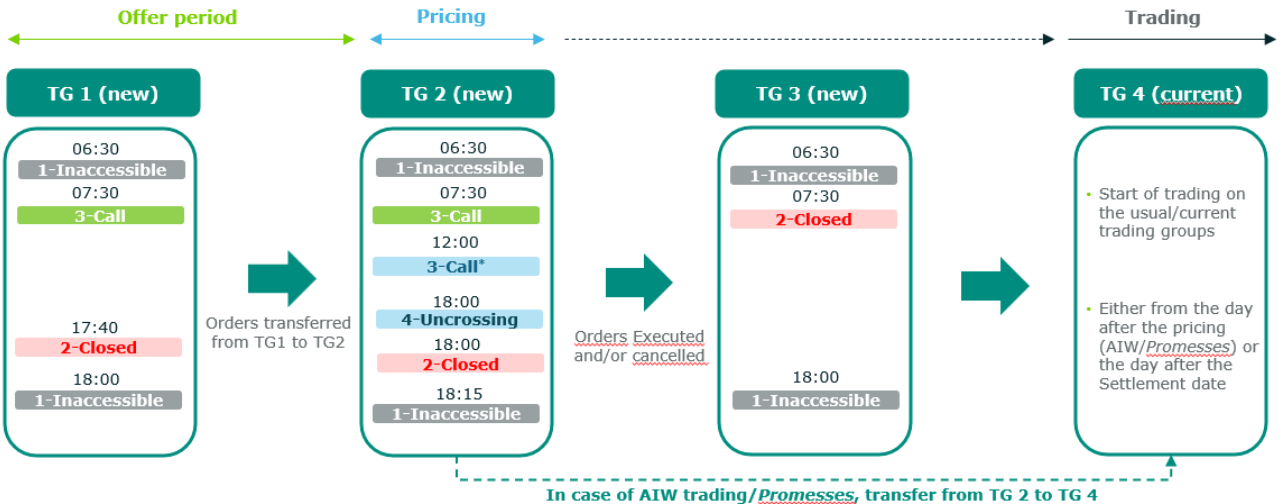 Offer period
Pricing
Trading
TG 1 (new)
TG 2 (new)
TG 3 (new)
TG 4 (current)
06:30
1-Inaccessible
07:30
3-Call
17:40
2-Closed
18:00
1-Inaccessible
Orders transferred
from TG1 to TG2
06:30
1-Inaccessible
07:30
3-Call
12:00
3-Call*
18:00
4-Uncrossing
18:00
2-Closed
18:15
1-Inaccessible
Orders Executed
and/or cancelled
06:30
1-Inaccessible
07:30
2-Closed
18:00
1-Inaccessible
• Start of trading on
the usual/current
trading groups
• Either from the day
after the pricing
(AIW/Promesses) or
the day after the
Settlement date
In case of AIW trading/Promesses, transfer from TG 2 to TG 4